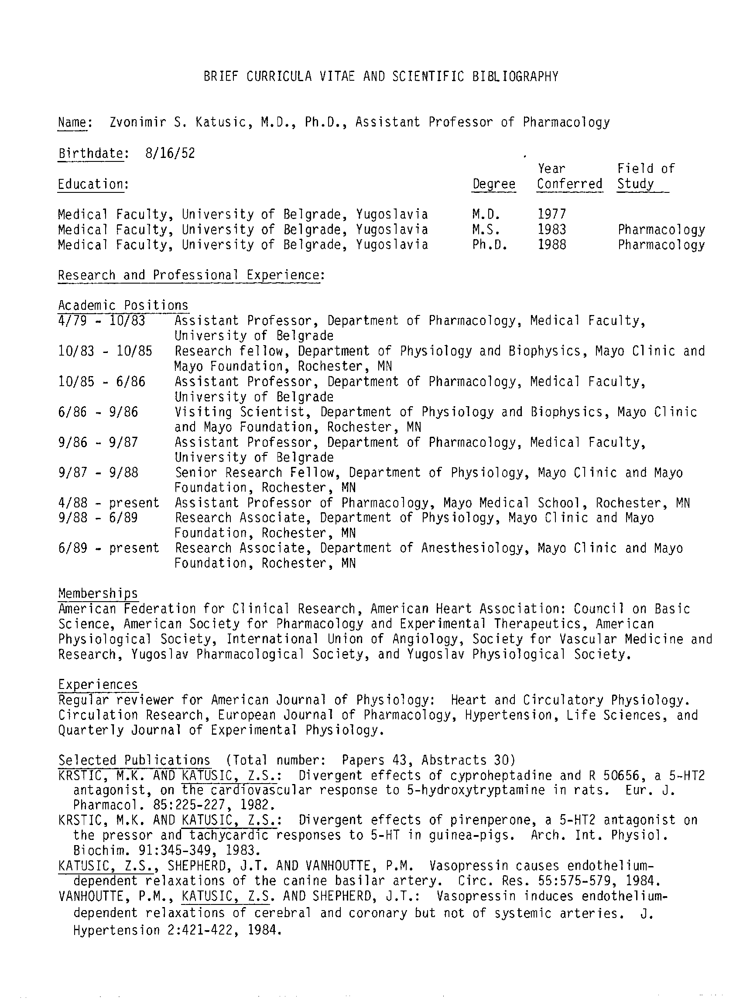 BRIEF CURRICULA VITAE AND SCIENTIFIC BIBLIOGRAPHY
Name: Zvonimir S. Katusic, M.D., Ph.D., Assistant Professor of Pharmacology
Birthdate: 8/16/52
Year Field of
Education: Degree Conferred Study
Medical Faculty, University of Belgrade, Yugoslavia M.D. 1977
Medical Faculty, University of Belgrade, Yugoslavia M.S. 1983 Pharmacology
Medical Faculty, University of Belgrade, Yugoslavia Ph.D. 1988 Pharmacology
Research and Professional Experience:
Academic Positions
4/79 - 10/83 Assistant Professor, Department of Pharmacology, Medical Faculty,
University of Belgrade
10/83 - 10/85 Research fellow, Department of Physiology and Biophysics, Mayo Clinic and
Mayo Foundation, Rochester, MN
10/85 - 6/86 Assistant Professor, Department of Pharmacology, Medical Faculty,
University of Belgrade
6/86 - 9/86 Visiting Scientist, Department of Physiology and Biophysics, Mayo Clinic
and Mayo Foundation, Rochester, MN
9/86 - 9/87 Assistant Professor, Department of Pharmacology, Medical Faculty,
University of Belgrade
9/87 - 9/88 Senior Research Fellow, Department of Physiology, Mayo Clinic and Mayo
Foundation, Rochester, MN
4/88 - present Assistant Professor of Pharmacology, Mayo Medical School, Rochester, MN
9/88 - 6/89 Research Associate, Department of Physiology, Mayo Clinic and Mayo
Foundation, Rochester, MN
6/89 - present Research Associate, Department of Anesthesiology, Mayo Clinic and Mayo
Foundation, Rochester, MN
Memberships
American Federation for Clinical Research, American Heart Association: Council on Basic
Science, American Society for Pharmacology and Experimental Therapeutics, American
Physiological Society, International Union of Angiology, Society for Vascular Medicine and
Research, Yugoslav Pharmacological Society, and Yugoslav Physiological Society.
Experiences
Regular reviewer for American Journal of Physiology: Heart and Circulatory Physiology.
Circulation Research, European Journal of Pharmacology, Hypertension, Life Sciences, and
Quarterly Journal of Experimental Physiology.
Selected Publications (Total number: Papers 43, Abstracts 30)
KRSTIC, M.K. AND KATUSIC, Z.S.: Divergent effects of cyproheptadine and R 50656, a 5-HT2
antagonist, on the cardiovascular response to 5-hydroxytryptamine in rats. Eur. J.
Pharmacol. 85:225-227, 1982.
KRSTIC, M.K. AND KATUSIC, Z.S.: Divergent effects of pirenperone, a 5-HT2 antagonist on
the pressor and tachycardic responses to 5-HT in guinea-pigs. Arch. Int. Physiol.
Biochim. 91:345-349, 1983.
KATUSIC, Z.S., SHEPHERD, J.T. AND VANHOUTTE, P.M. Vasopressin causes endothelium-
dependent relaxations of the canine basilar artery. Circ. Res. 55:575-579, 1984.
VANHOUTTE, P.M., KATUSIC, Z.S. AND SHEPHERD, J.T.: Vasopressin induces endothelium-
dependent relaxations of cerebral and coronary but not of systemic arteries. J.
Hypertension 2:421-422, 1984.